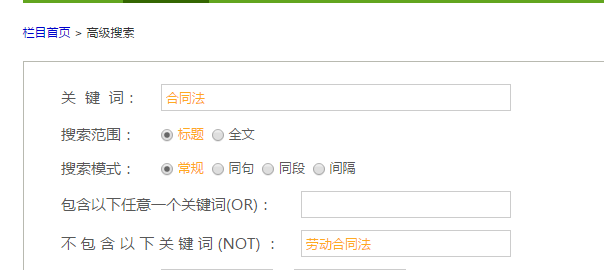 栏目首页 > 高级搜索
关 键 词： 合同法
搜索范围： 标题 全文
搜索模式： 常规 同句 同段 间隔
包含以下任意一个关键词(OR)：
不包含以下关键词(NOT)： 劳动合同法